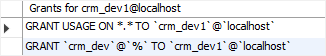 Grants for crm_dev1@localhost
GRANT USAGE ON *.* TO `crm_dev1`@`localhost`
GRANT `crm_dev`@`%` TO `crm_dev1`@`localhost`